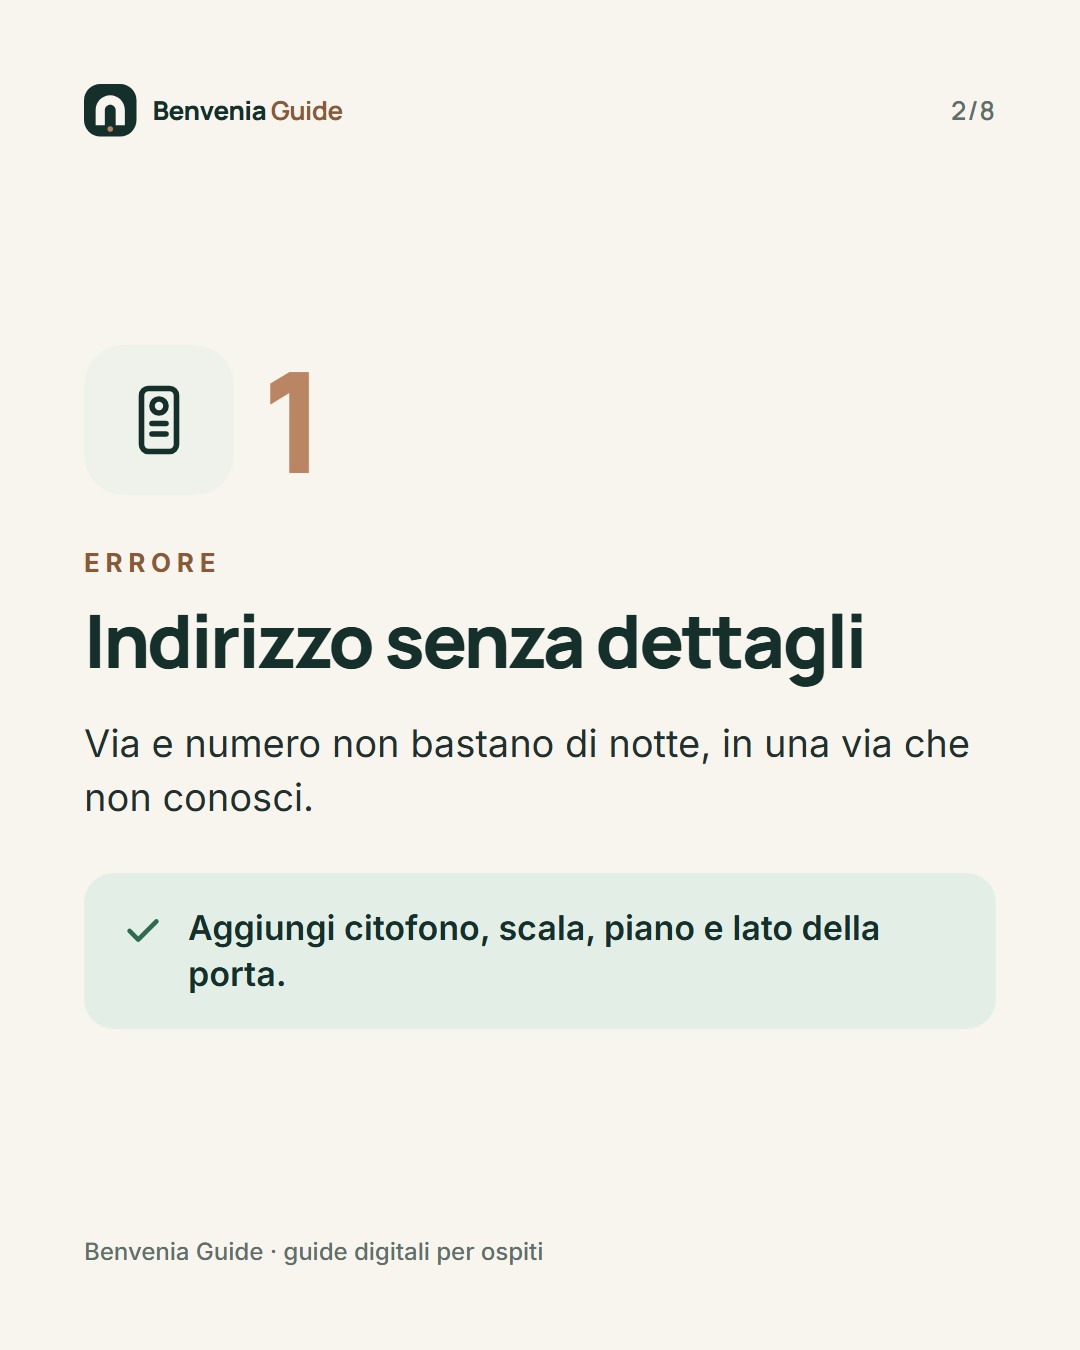 Benvenia Guide
2/8
1
ERRORE
Indirizzo senza dettagli
Via e numero non bastano di notte, in una via che
non conosci.
Aggiungi citofono, scala, piano e lato della
porta.
Benvenia Guide · guide digitali per ospiti